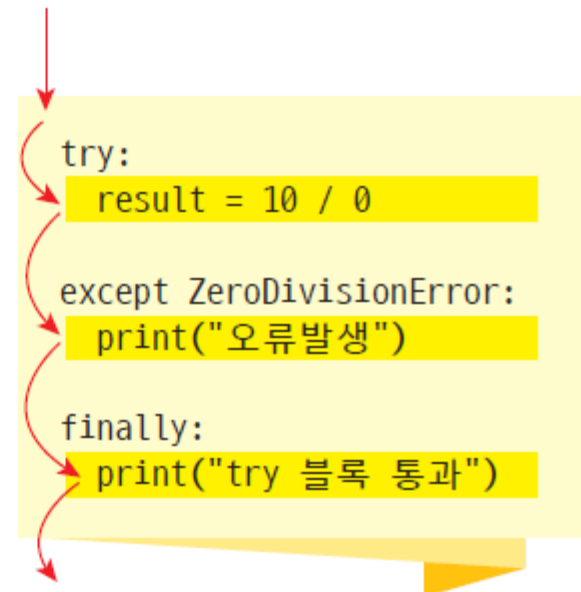 try:
result = 10 / 0
except ZeroDivisionError:
print("오류발생")
finally:
print("try 블록 통과")